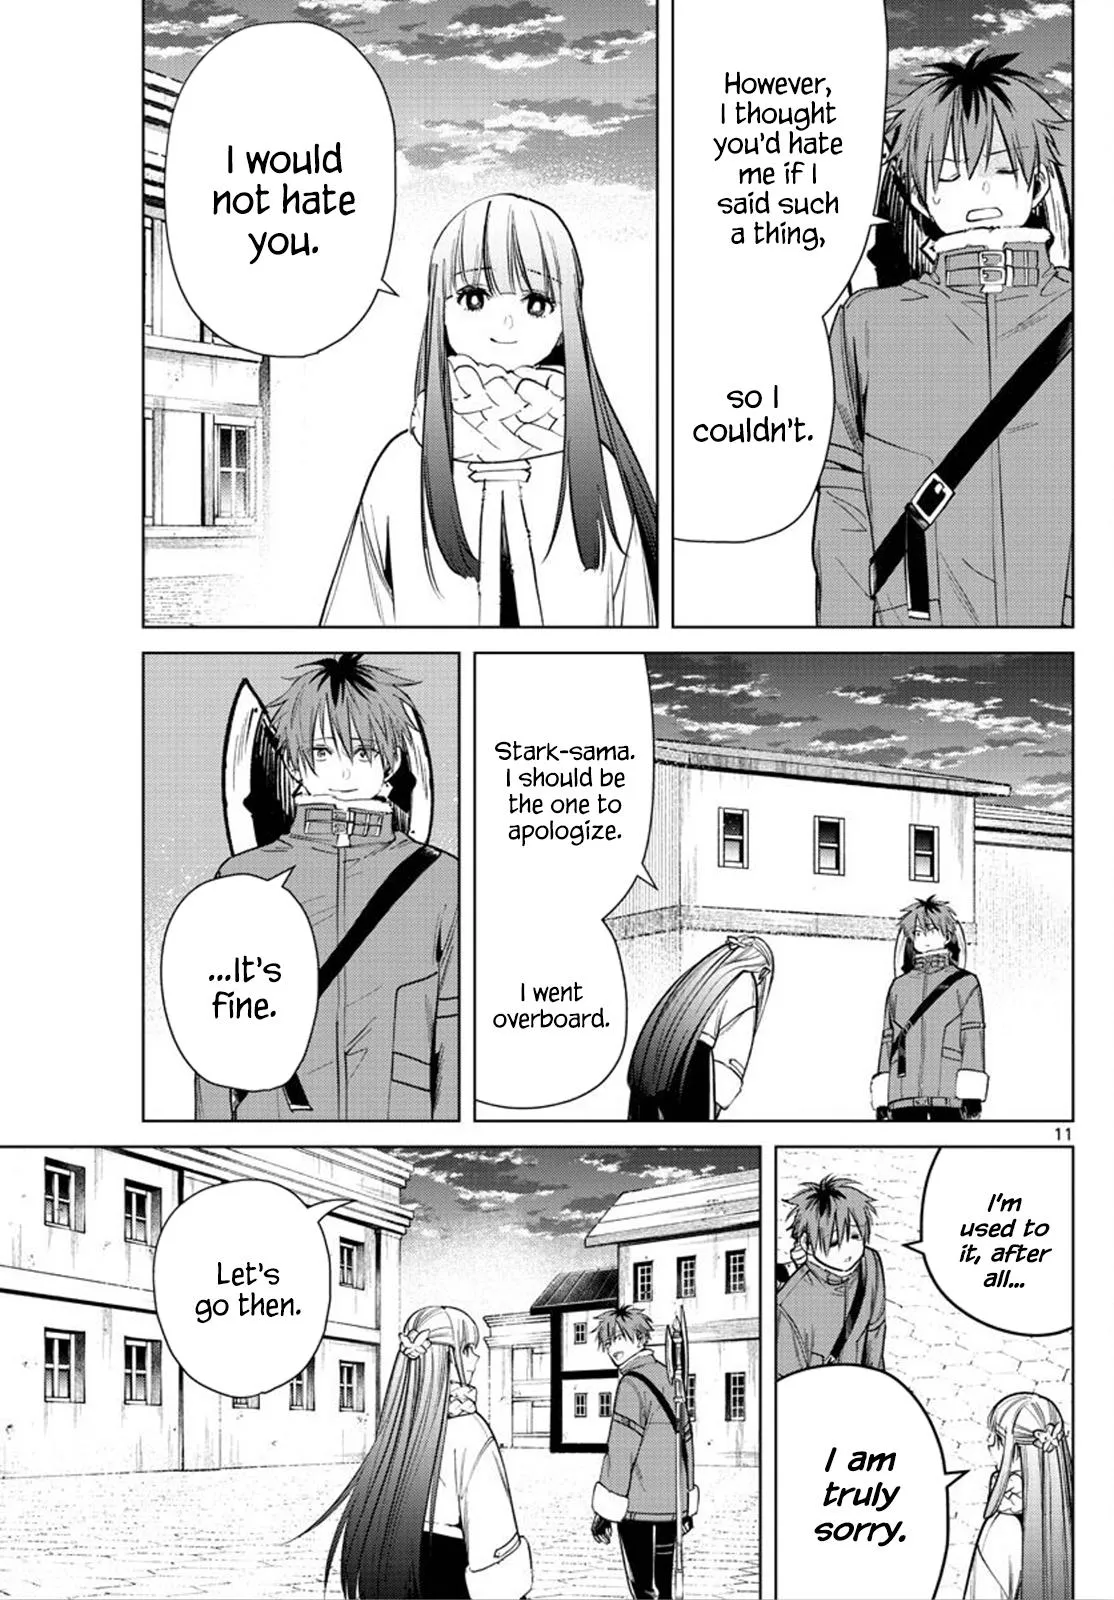 However,
I thought
you'd hate
me if I
said such
a thing,
so I
couldn't.
I would
not hate
you.
Stark-sama.
I should be
the one to
apologize.
I went
overboard.
...It's
fine.
11
I'm
used to
it, after
all...
I am
truly
sorry.
Let's
go then.